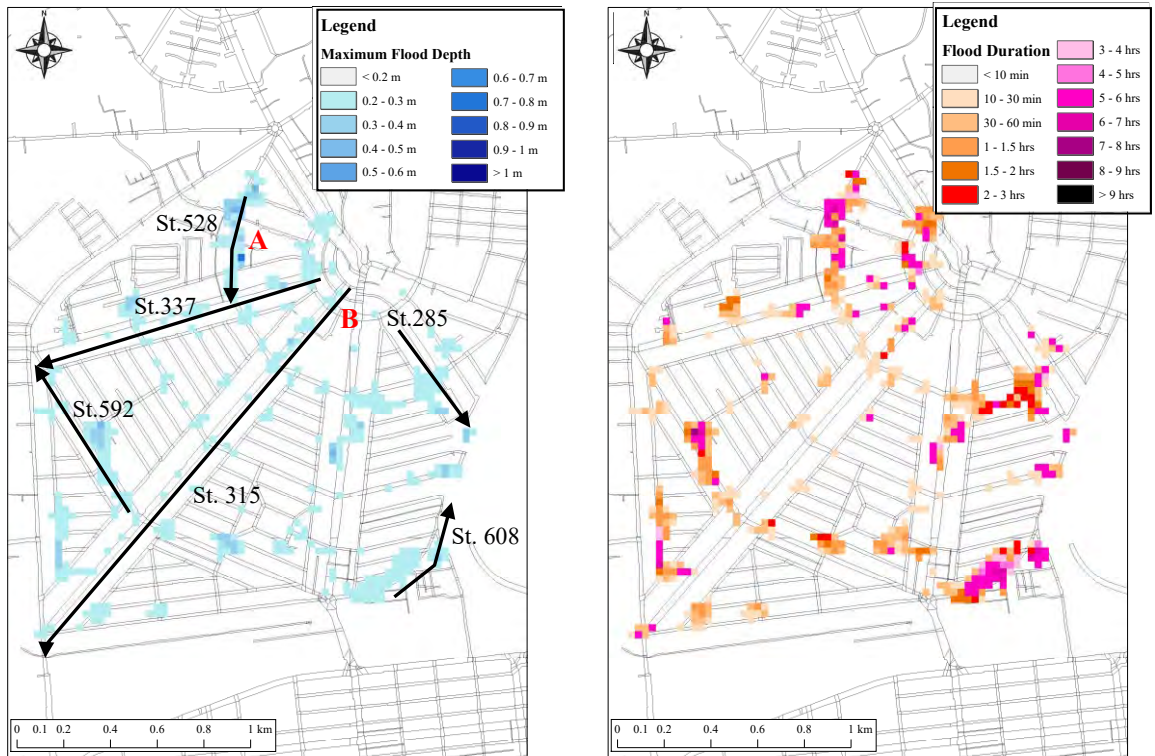 N
Legend
Maximum Flood Depth
< 0.2 m
0.2 - 0.3 m
0.3 - 0.4 m
0.4 - 0.5 m
0.5 - 0.6 m
0.6 - 0.7 m
0.7 - 0.8 m
0.8 - 0.9 m
0.9 - 1 m
> 1 m
St.528
A
St.337
B
St.285
St.592
St. 315
St. 608
0 0.1 0.2 0.4 0.6 0.8 1 km
N
Legend
Flood Duration
< 10 min
10 - 30 min
30 - 60 min
1 - 1.5 hrs
1.5 - 2 hrs
2 - 3 hrs
3 - 4 hrs
4 - 5 hrs
5 - 6 hrs
6 - 7 hrs
7 - 8 hrs
8 - 9 hrs
> 9 hrs
0 0.1 0.2 0.4 0.6 0.8 1 km